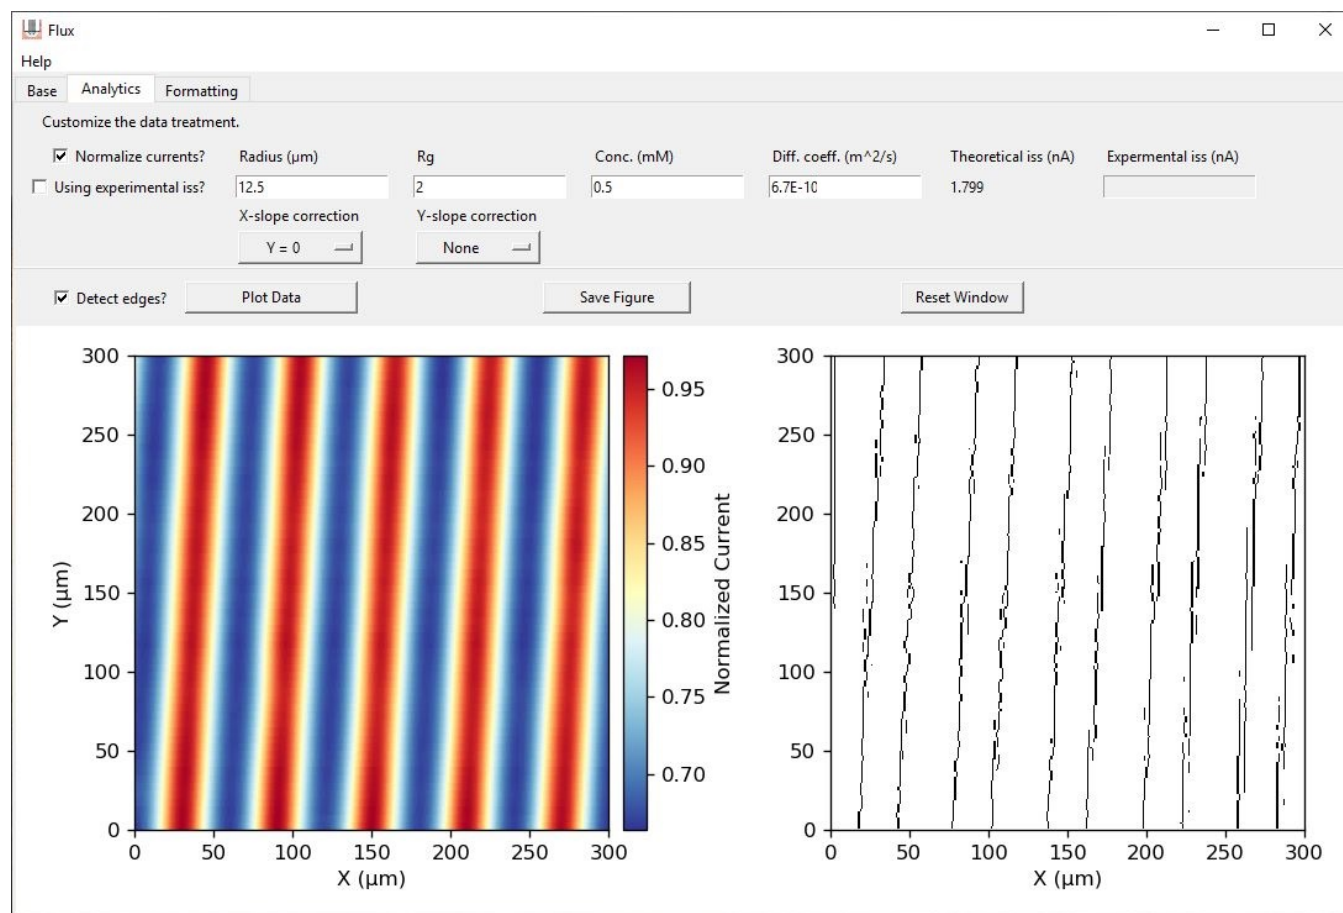 Flux
Help
Base Analytics Formatting
Customize the data treatment.
Normalize currents? Radius (µm) Rg Conc. (mM) Diff. coeff. (m^2/s) Theoretical iss (nA) Expermental iss (nA)
Using experimental iss? 12.5 2 0.5 6.7E-10 1.799
X-slope correction Y-slope correction
Y = 0 None
Detect edges? Plot Data Save Figure Reset Window
300
250
200
150
100
50
0
Y (µm)
0 50 100 150 200 250 300
X (µm)
0.95
0.90
0.85
0.80
0.75
0.70
Normalized Current
300
250
200
150
100
50
0
0 50 100 150 200 250 300
X (µm)